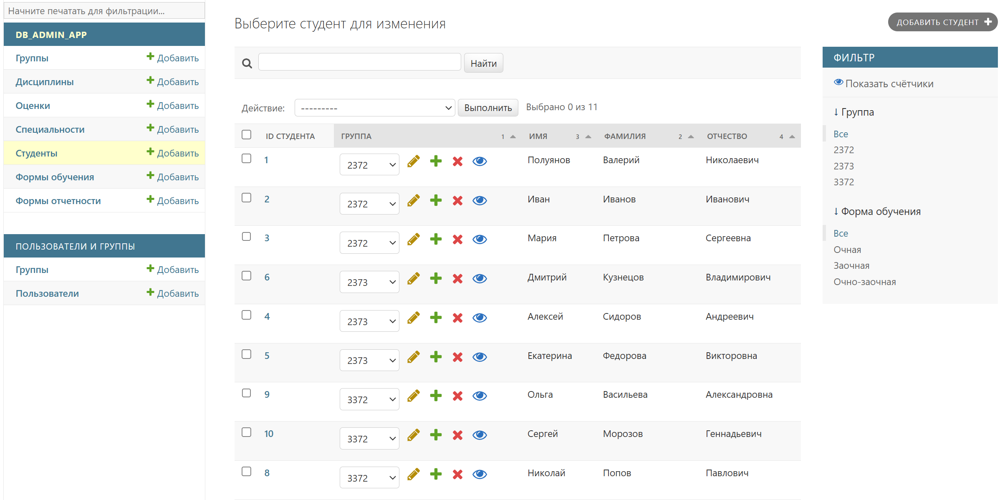 Начните печатать для фильтрации...
DB_ADMIN_APP
Группы Добавить
Дисциплины Добавить
Оценки Добавить
Специальности Добавить
Студенты Добавить
Формы обучения Добавить
Формы отчетности Добавить
ПОЛЬЗОВАТЕЛИ И ГРУППЫ
Группы Добавить
Пользователи Добавить
Выберите студент для изменения
ДОБАВИТЬ СТУДЕНТ
Найти
Действие: --------- Выполнить Выбрано 0 из 11
ID СТУДЕНТА ГРУППА 1 ИМЯ 3 ФАМИЛИЯ 2 ОТЧЕСТВО 4
1 2372 Полуянов Валерий Николаевич
2 2372 Иван Иванов Иванович
3 2372 Мария Петрова Сергеевна
6 2373 Дмитрий Кузнецов Владимирович
4 2373 Алексей Сидоров Андреевич
5 2373 Екатерина Федорова Викторовна
9 3372 Ольга Васильева Александровна
10 3372 Сергей Морозов Геннадьевич
8 3372 Николай Попов Павлович
ФИЛЬТР
Показать счётчики
↓ Группа
Все
2372
2373
3372
↓ Форма обучения
Все
Очная
Заочная
Очно-заочная